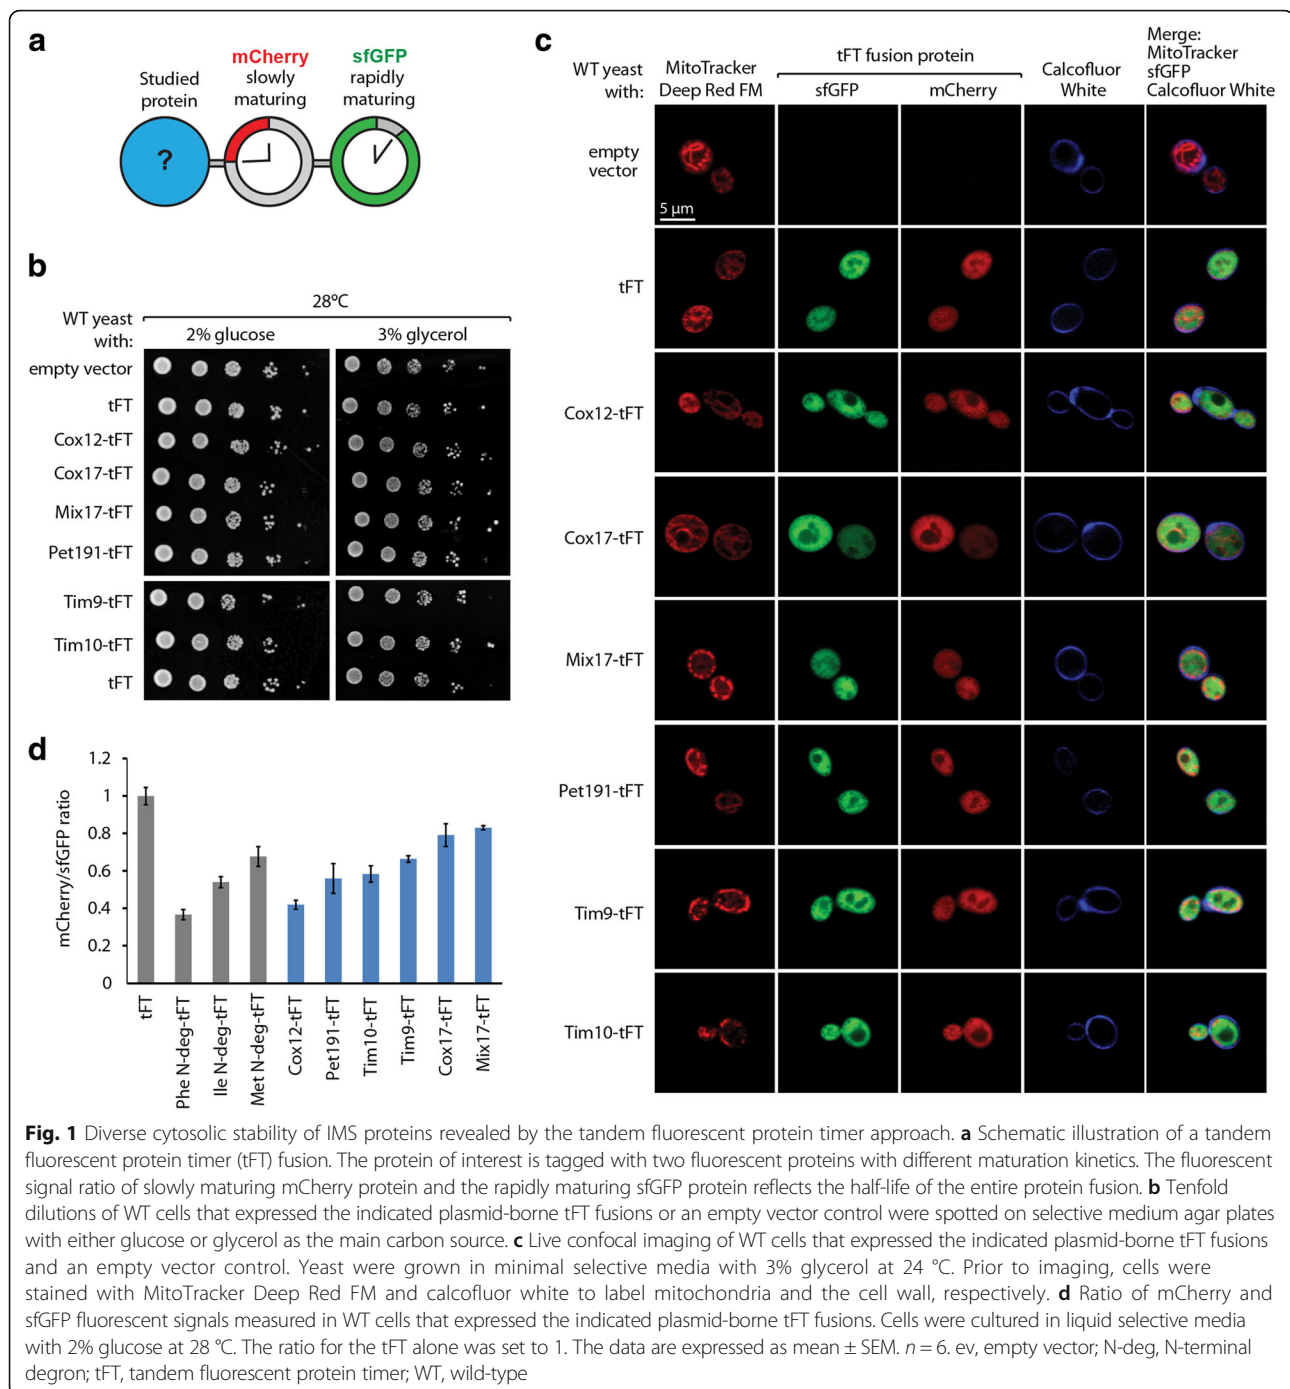 a
mCherry
slowly
maturing
sfGFP
rapidly
maturing
Studied
protein
?
b
28ºC
WT yeast
with:
2% glucose
3% glycerol
empty vector
tFT
Cox12-tFT
Cox17-tFT
Mix17-tFT
Pet191-tFT
Tim9-tFT
Tim10-tFT
tFT
c
WT yeast
with:
MitoTracker
Deep Red FM
tFT fusion protein
sfGFP
mCherry
Calcofluor
White
Merge:
MitoTracker
sfGFP
Calcofluor White
empty
vector
5 µm
tFT
Cox12-tFT
Cox17-tFT
Mix17-tFT
Pet191-tFT
Tim9-tFT
Tim10-tFT
d
mCherry/sfGFP ratio
1.2
1
0.8
0.6
0.4
0.2
0
tFT
Phe N-deg-tFT
Ile N-deg-tFT
Met N-deg-tFT
Cox12-tFT
Pet191-tFT
Tim10-tFT
Tim9-tFT
Cox17-tFT
Mix17-tFT
Fig. 1 Diverse cytosolic stability of IMS proteins revealed by the tandem fluorescent protein timer approach. a Schematic illustration of a tandem
fluorescent protein timer (tFT) fusion. The protein of interest is tagged with two fluorescent proteins with different maturation kinetics. The fluorescent
signal ratio of slowly maturing mCherry protein and the rapidly maturing sfGFP protein reflects the half-life of the entire protein fusion. b Tenfold
dilutions of WT cells that expressed the indicated plasmid-borne tFT fusions or an empty vector control were spotted on selective medium agar plates
with either glucose or glycerol as the main carbon source. c Live confocal imaging of WT cells that expressed the indicated plasmid-borne tFT fusions
and an empty vector control. Yeast were grown in minimal selective media with 3% glycerol at 24 °C. Prior to imaging, cells were
stained with MitoTracker Deep Red FM and calcofluor white to label mitochondria and the cell wall, respectively. d Ratio of mCherry and
sfGFP fluorescent signals measured in WT cells that expressed the indicated plasmid-borne tFT fusions. Cells were cultured in liquid selective media
with 2% glucose at 28 °C. The ratio for the tFT alone was set to 1. The data are expressed as mean ± SEM. n = 6. ev, empty vector; N-deg, N-terminal
degron; tFT, tandem fluorescent protein timer; WT, wild-type